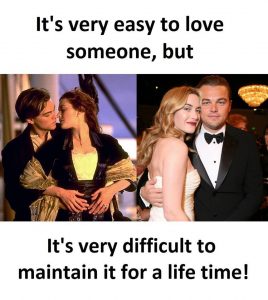 It's very easy to love
someone, but
It's very difficult to
maintain it for a life time!